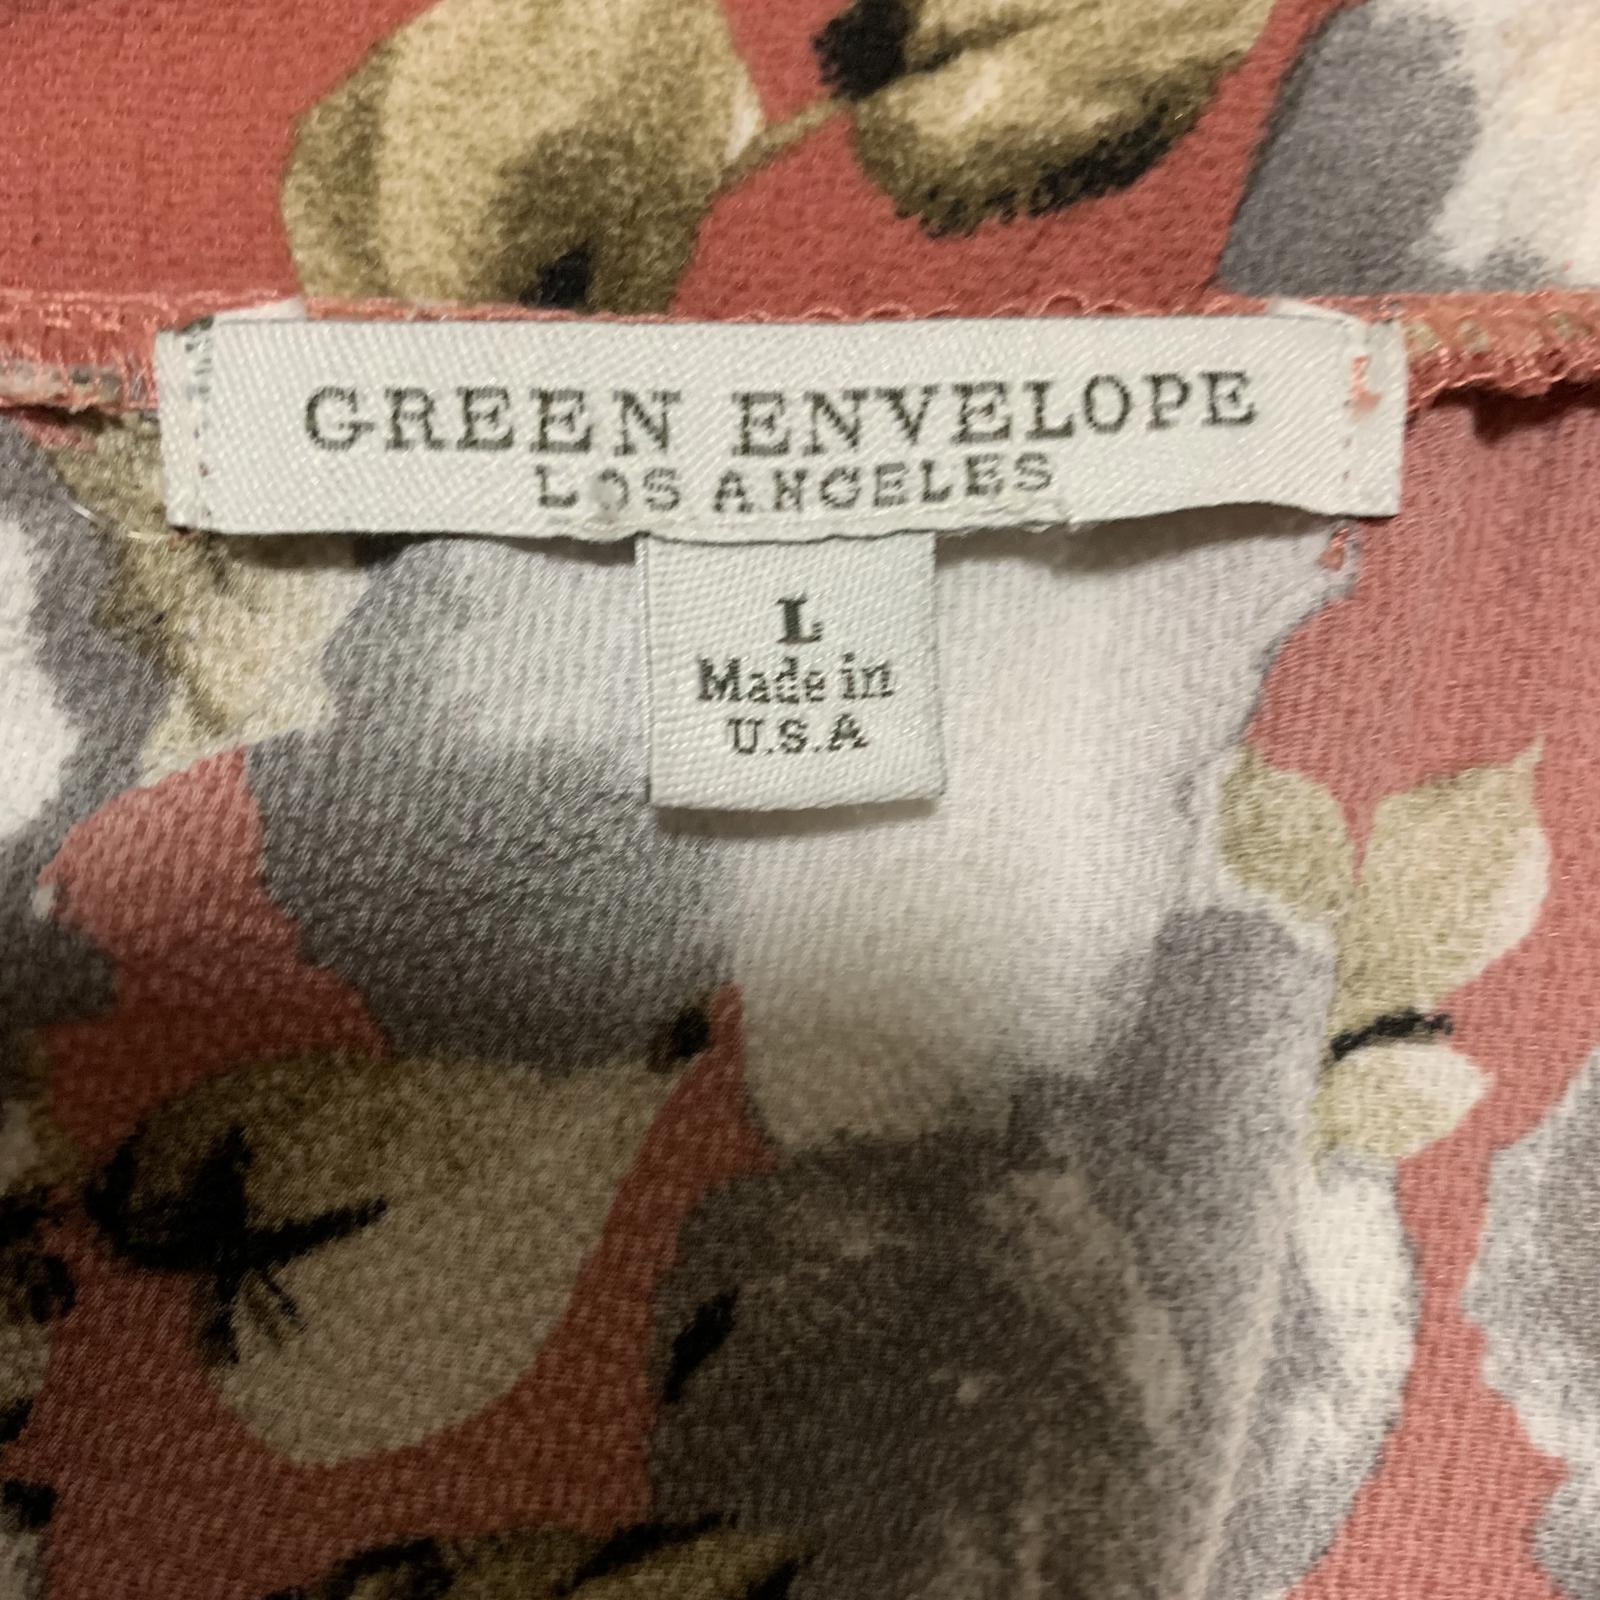 GREEN ENVELOPE
LOS ANGELES
L
Made in
U.S.A